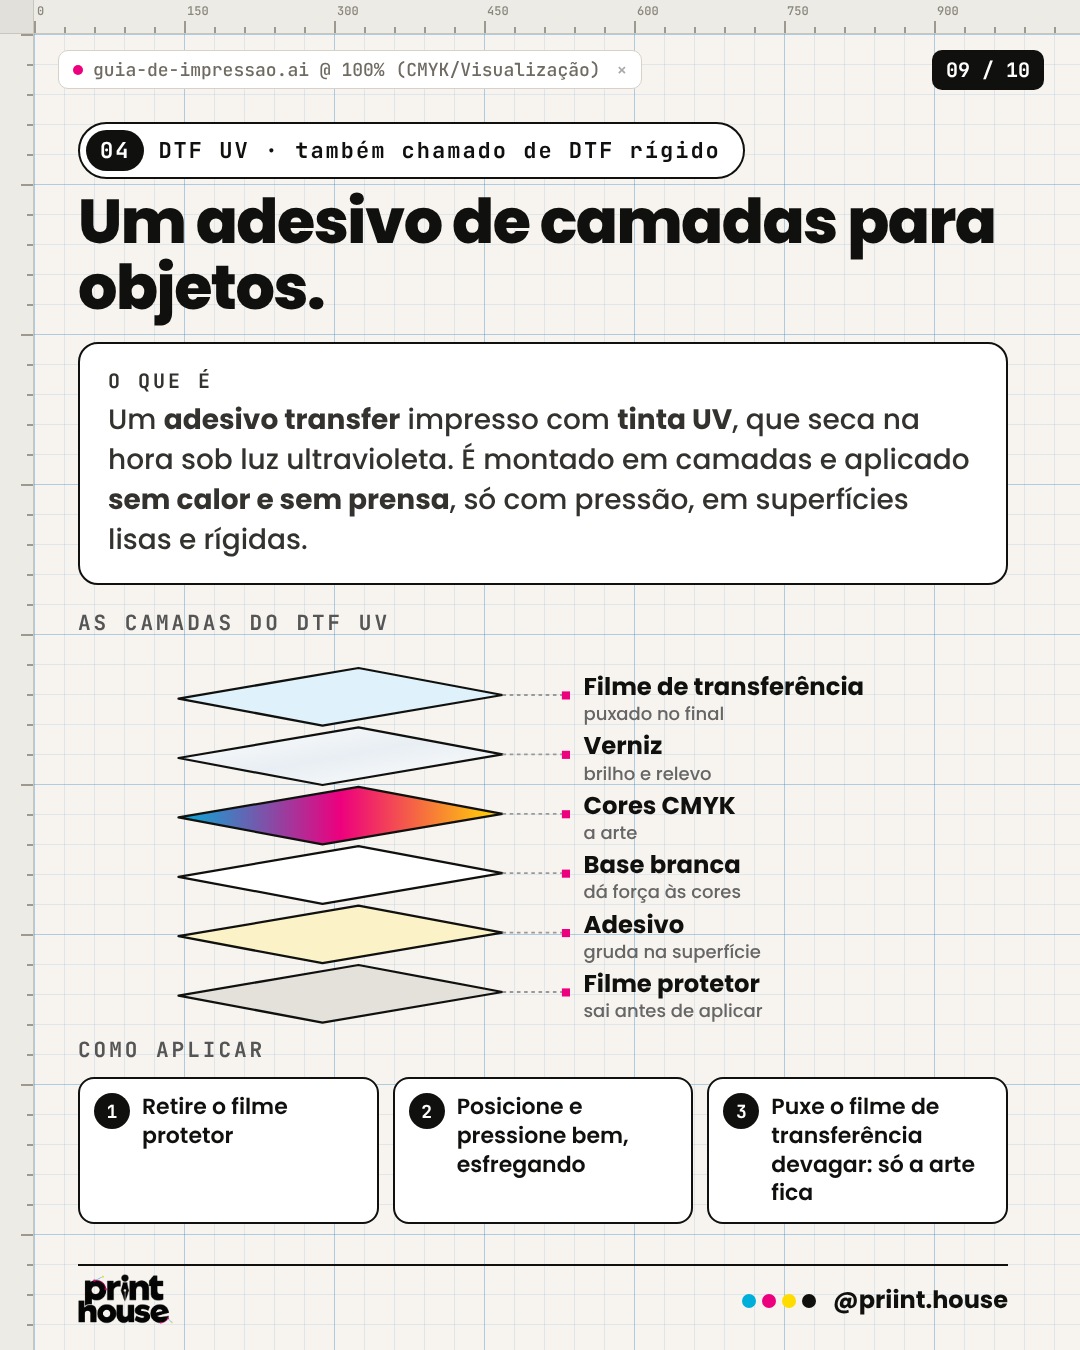 0 150 300 450 600 750 900
guia-de-impressao.ai @ 100% (CMYK/Visualização) ×
09 / 10
04 DTF UV · também chamado de DTF rígido
Um adesivo de camadas para
objetos.
O QUE É
Um adesivo transfer impresso com tinta UV, que seca na
hora sob luz ultravioleta. É montado em camadas e aplicado
sem calor e sem prensa, só com pressão, em superfícies
lisas e rígidas.
AS CAMADAS DO DTF UV
Filme de transferência
puxado no final
Verniz
brilho e relevo
Cores CMYK
a arte
Base branca
dá força às cores
Adesivo
gruda na superfície
Filme protetor
sai antes de aplicar
COMO APLICAR
1 Retire o filme
protetor
2 Posicione e
pressione bem,
esfregando
3 Puxe o filme de
transferência
devagar: só a arte
fica
print
house
@priint.house